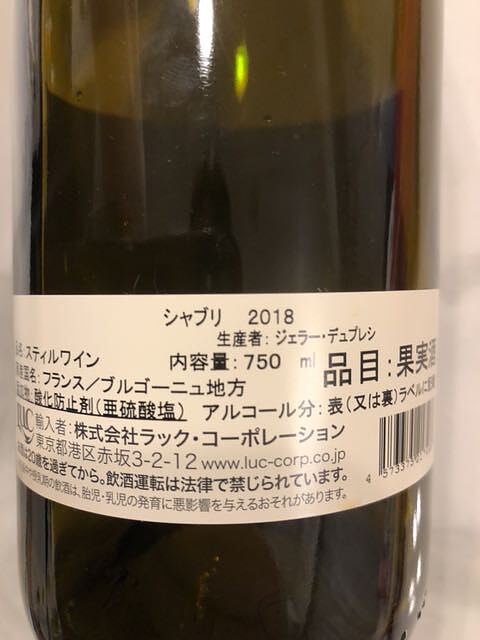 シャブリ 2018
生産者:ジェラー・デュプレシ
名:スティルワイン 内容量:750 ml 品目:果実酒
産国名:フランス/ブルゴーニュ地方
酸化防止剤(亜硫酸塩) アルコール分:表(又は裏)ラベルに
LUC 輸入者:株式会社ラック・コーポレーション
東京都港区赤坂3-2-12 www.luc-corp.co.jp
は20歳を過ぎてから。飲酒運転は法律で禁じられています。
期の飲酒は、胎児・乳児の発育に悪影響を与えるおそれがあります。